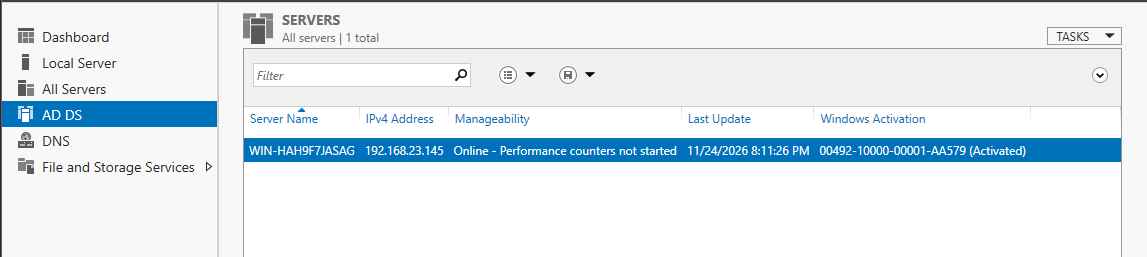 Dashboard
Local Server
All Servers
AD DS
DNS
File and Storage Services
SERVERS
All servers | 1 total
TASKS
Filter
Server Name IPv4 Address Manageability Last Update Windows Activation
WIN-HAH9F7JASAG 192.168.23.145 Online - Performance counters not started 11/24/2026 8:11:26 PM 00492-10000-00001-AA579 (Activated)